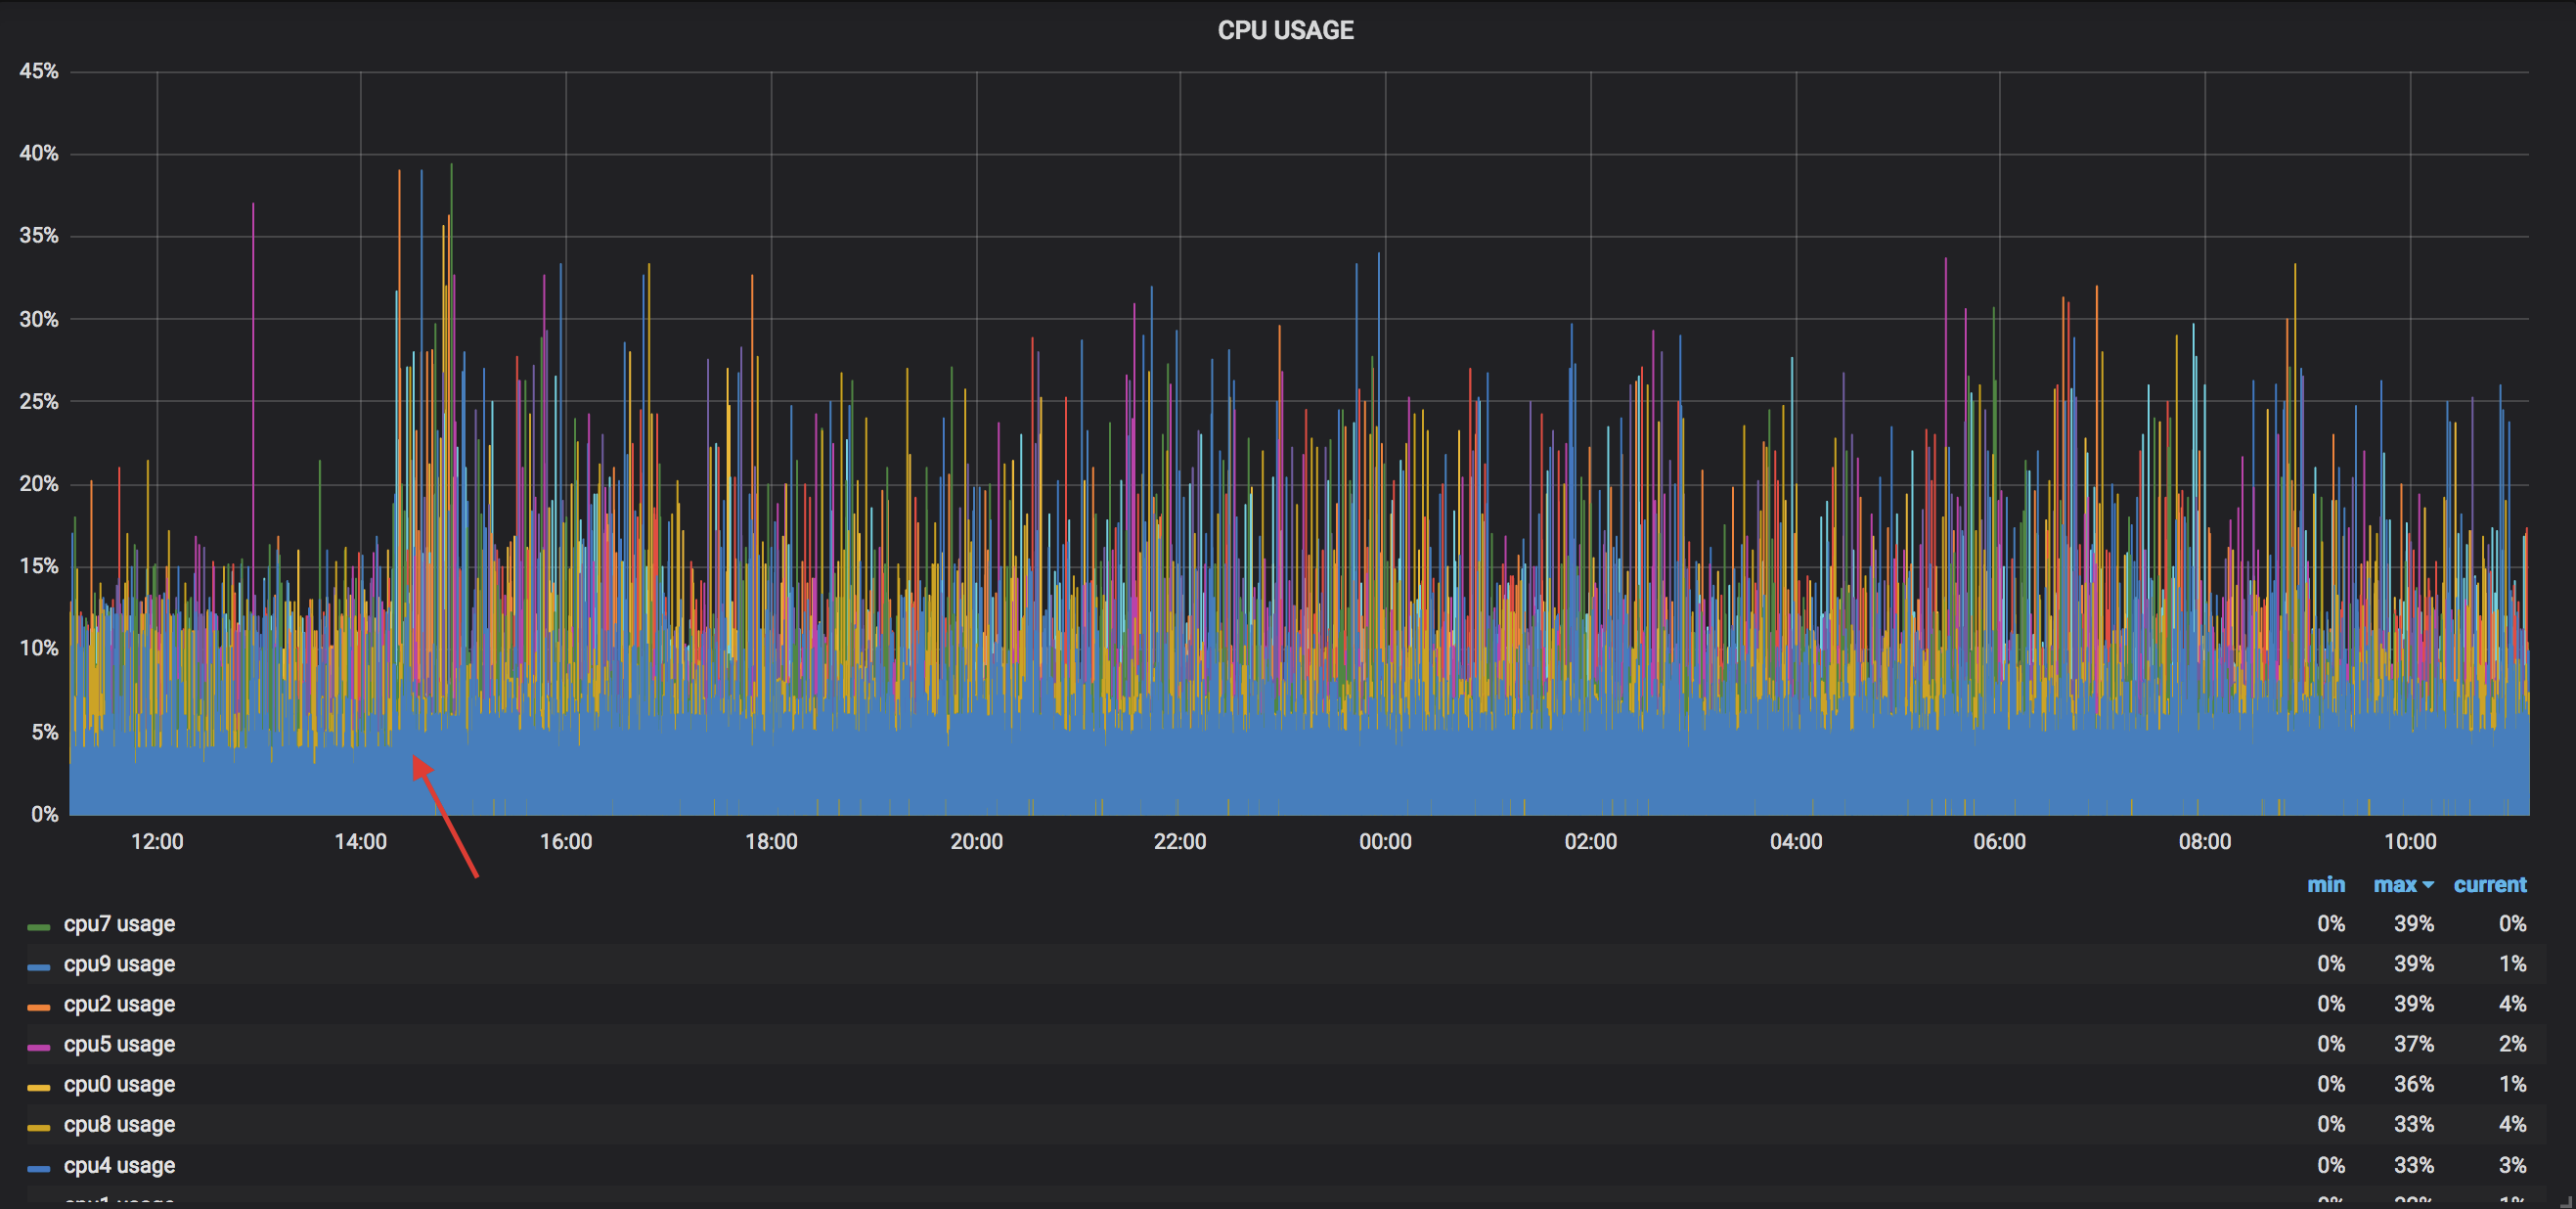 CPU USAGE
45%
40%
35%
30%
25%
20%
15%
10%
5%
0%
12:00 14:00 16:00 18:00 20:00 22:00 00:00 02:00 04:00 06:00 08:00 10:00
min max current
cpu7 usage 0% 39% 0%
cpu9 usage 0% 39% 1%
cpu2 usage 0% 39% 4%
cpu5 usage 0% 37% 2%
cpu0 usage 0% 36% 1%
cpu8 usage 0% 33% 4%
cpu4 usage 0% 33% 3%